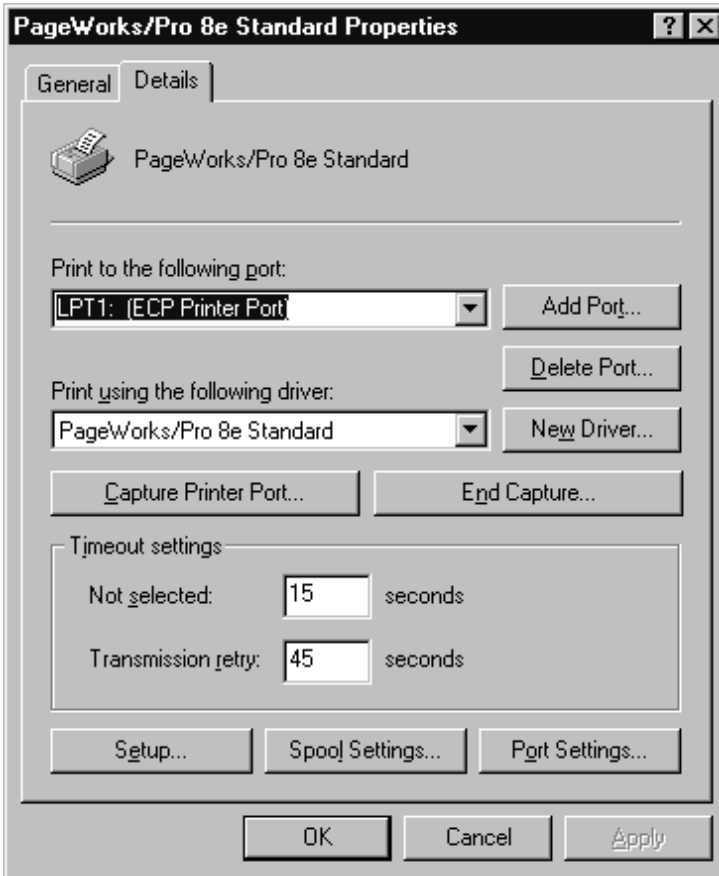 PageWorks/Pro 8e Standard Properties
General Details
PageWorks/Pro 8e Standard
Print to the following port:
LPT1: (ECP Printer Port) Add Port...
Delete Port...
Print using the following driver:
PageWorks/Pro 8e Standard New Driver...
Capture Printer Port... End Capture...
Timeout settings
Not selected: 15 seconds
Transmission retry: 45 seconds
Setup... Spool Settings... Port Settings...
OK Cancel Apply